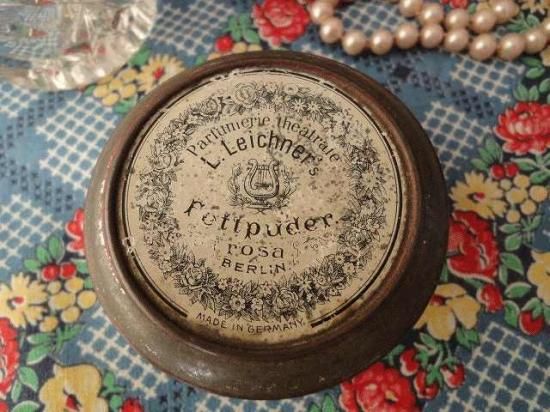 Parfumerie théatrale
L. Leichner's
Fettpuder
rosa
BERLIN
MADE IN GERMANY